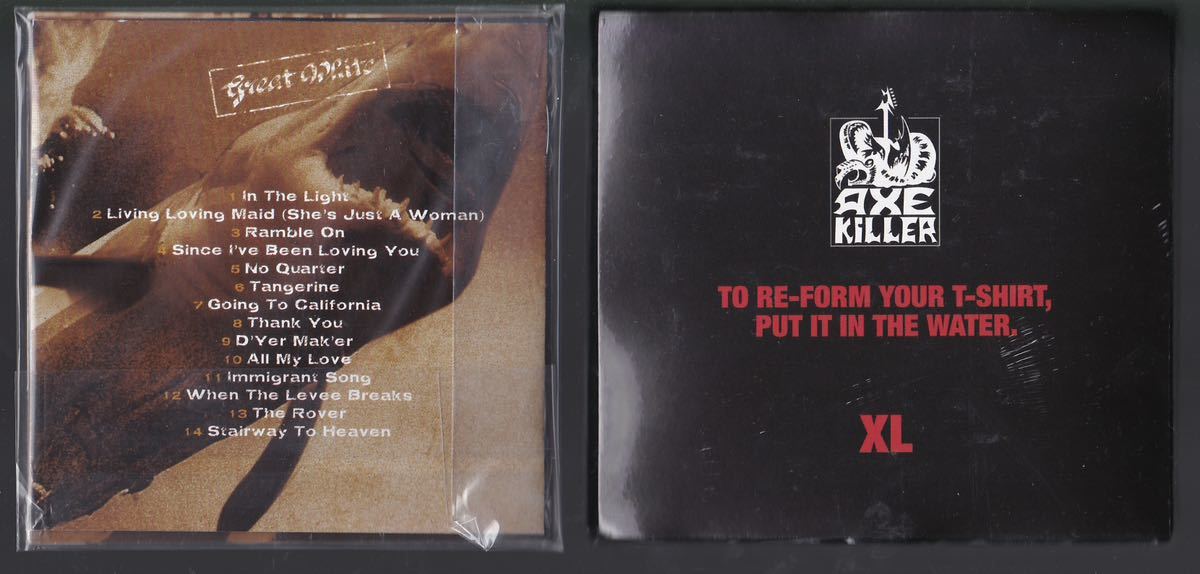 Great White
1 In The Light
2 Living Loving Maid (She's Just A Woman)
3 Ramble On
4 Since I've Been Loving You
5 No Quarter
6 Tangerine
7 Going To California
8 Thank You
9 D'Yer Mak'er
10 All My Love
11 Immigrant Song
12 When The Levee Breaks
13 The Rover
14 Stairway To Heaven
AXE
KILLER
TO RE-FORM YOUR T-SHIRT,
PUT IT IN THE WATER.
XL